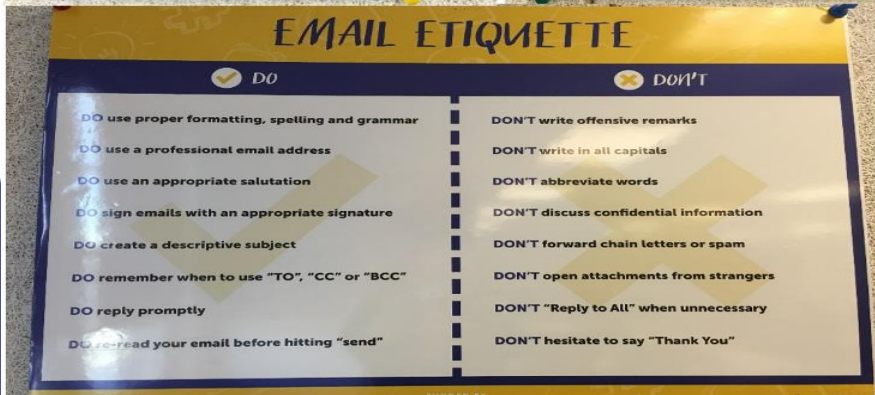 EMAIL ETIQUETTE
DO
DO use proper formatting, spelling and grammar
DO use a professional email address
DO use an appropriate salutation
DO sign emails with an appropriate signature
DO create a descriptive subject
DO remember when to use "TO", "CC" or "BCC"
DO reply promptly
DO re-read your email before hitting "send"
DON'T
DON'T write offensive remarks
DON'T write in all capitals
DON'T abbreviate words
DON'T discuss confidential information
DON'T forward chain letters or spam
DON'T open attachments from strangers
DON'T "Reply to All" when unnecessary
DON'T hesitate to say "Thank You"